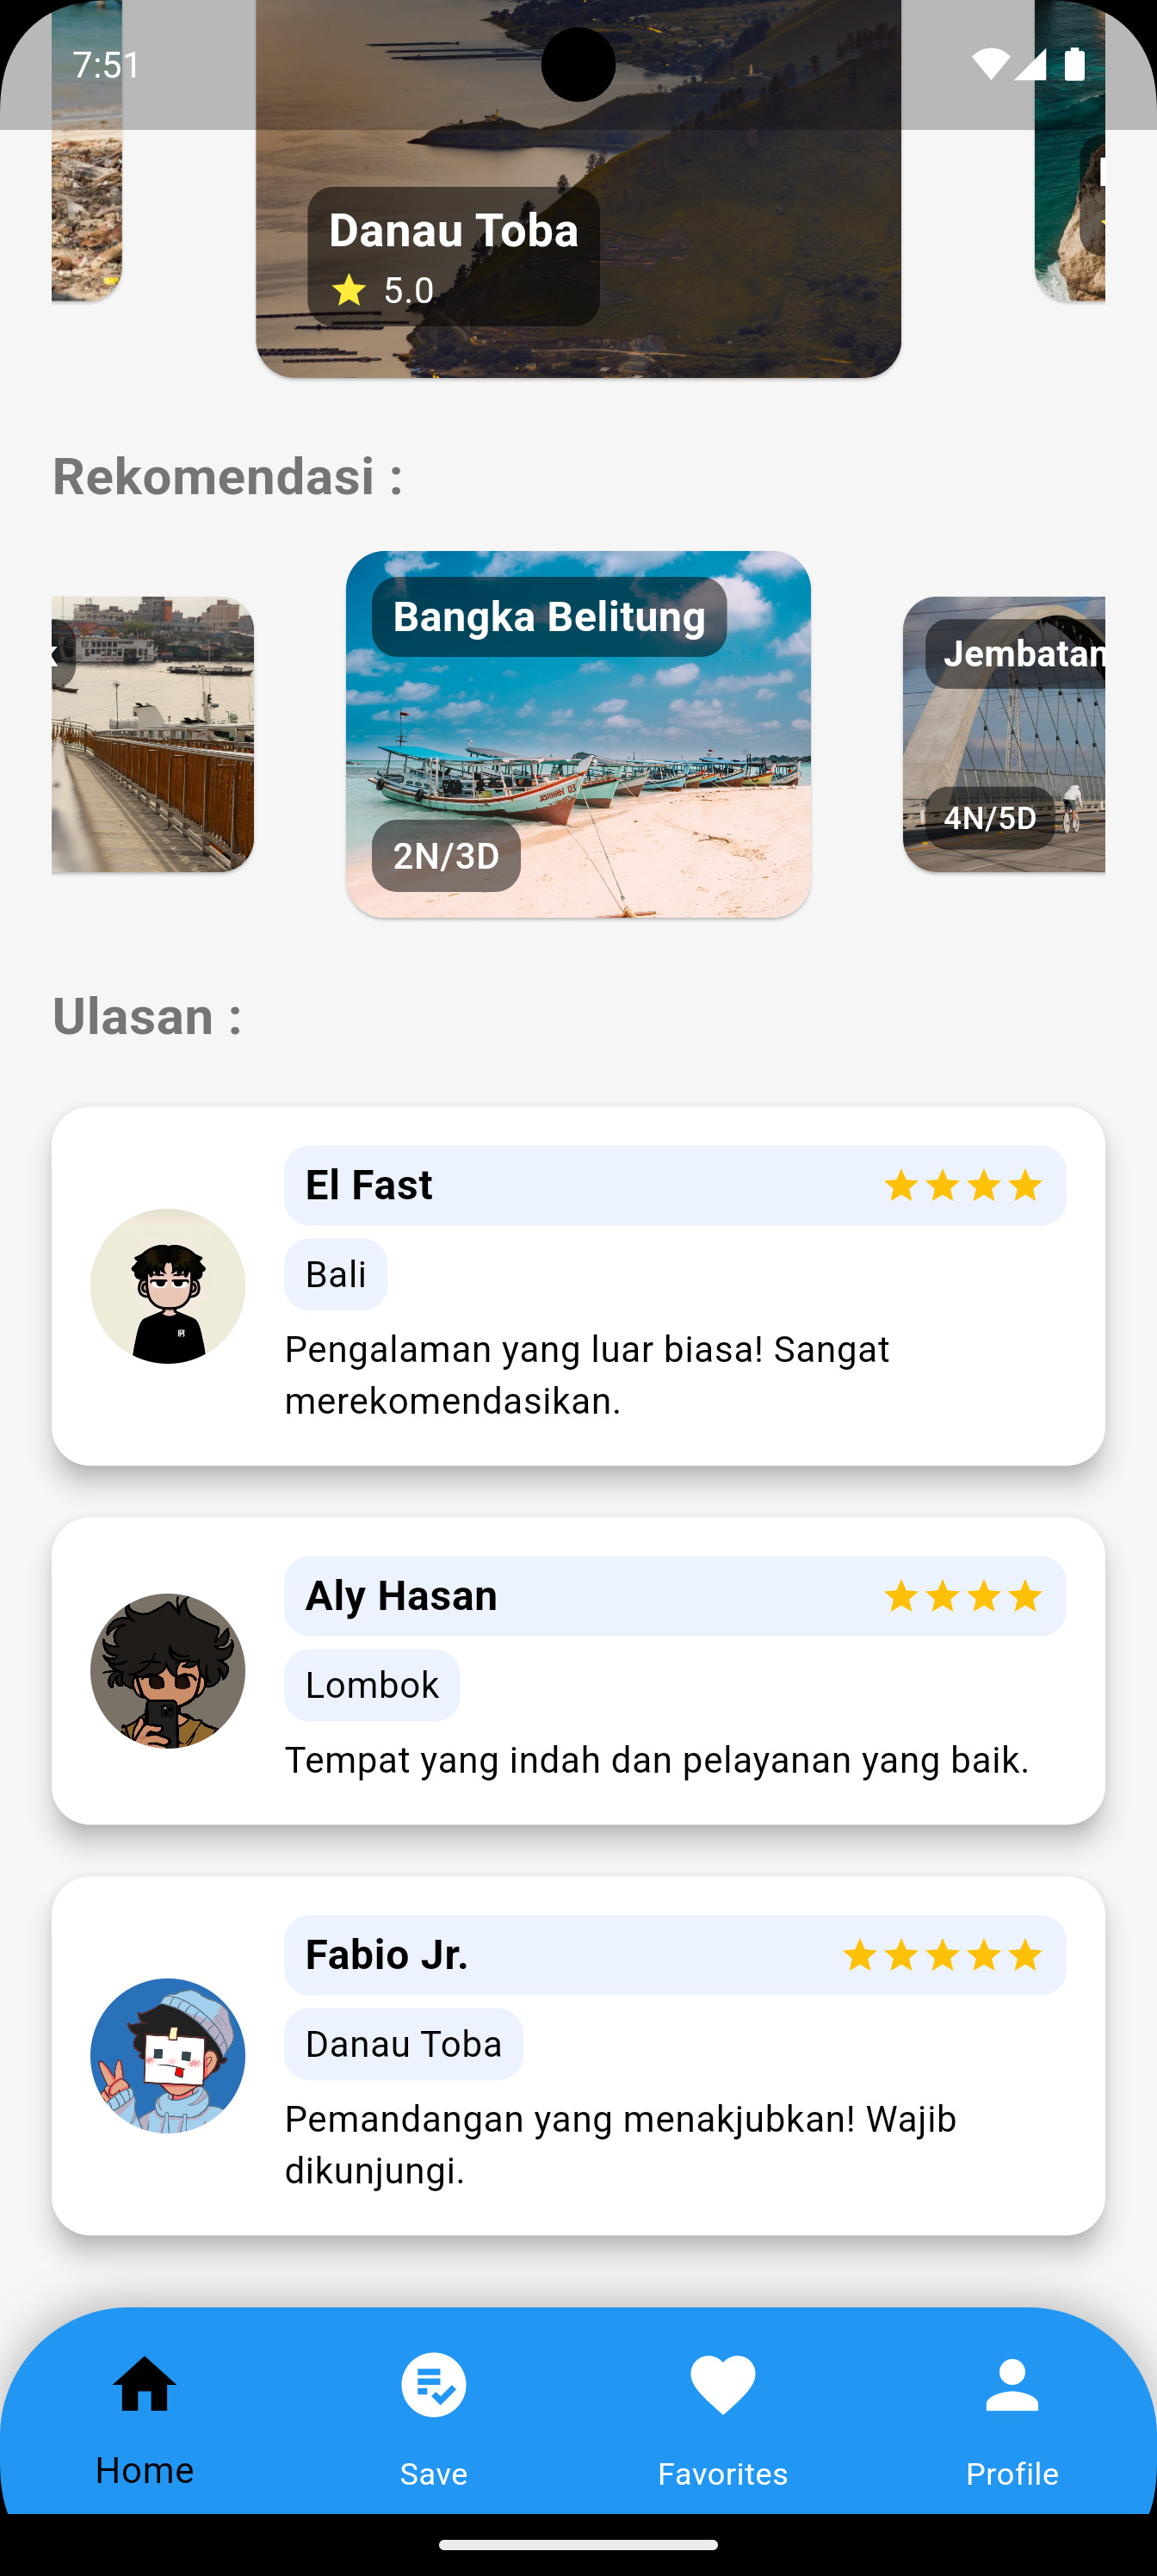 7:51
Danau Toba
5.0
Rekomendasi :
Bangka Belitung
Jembatan
2N/3D
4N/5D
Ulasan :
El Fast
Bali
Pengalaman yang luar biasa! Sangat
merekomendasikan.
Aly Hasan
Lombok
Tempat yang indah dan pelayanan yang baik.
Fabio Jr.
Danau Toba
Pemandangan yang menakjubkan! Wajib
dikunjungi.
Home
Save
Favorites
Profile